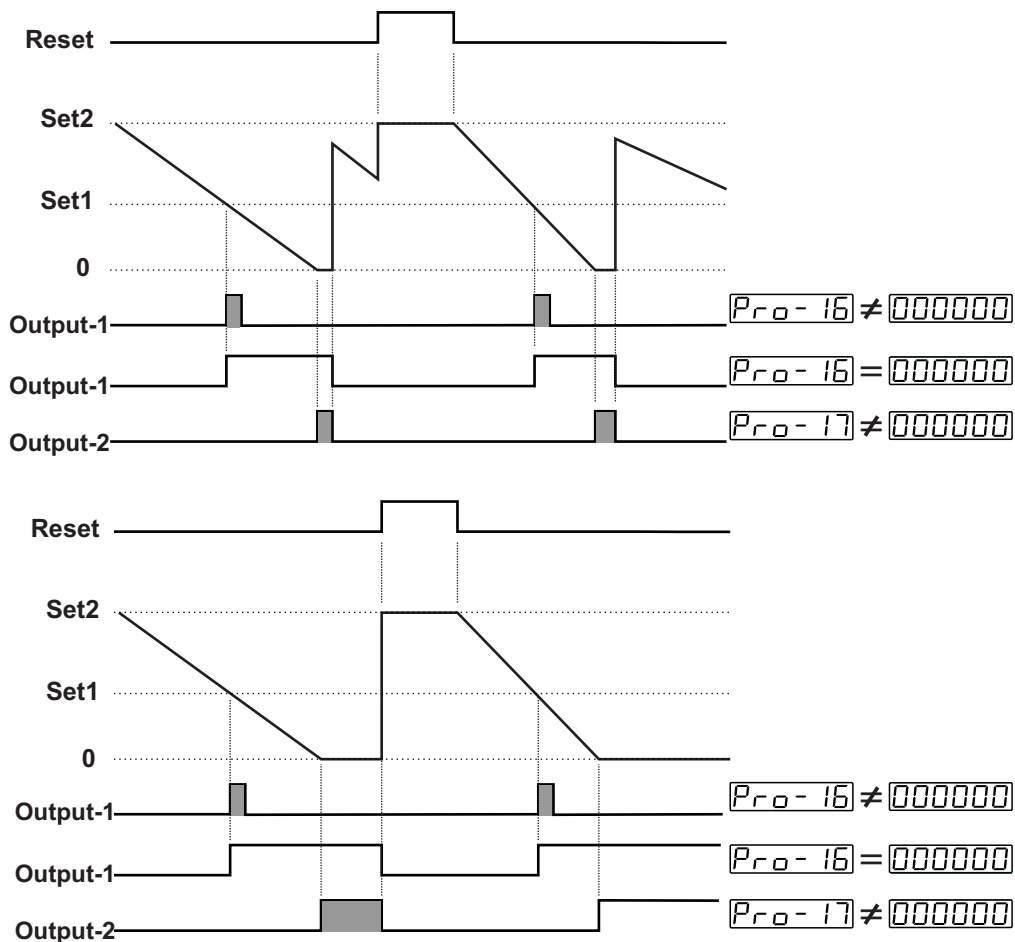 Reset
Set2
Set1
0
Output-1 Pro-16 ≠ 000000
Output-1 Pro-16 = 000000
Output-2 Pro-17 ≠ 000000
Reset
Set2
Set1
0
Output-1 Pro-16 ≠ 000000
Output-1 Pro-16 = 000000
Output-2 Pro-17 ≠ 000000